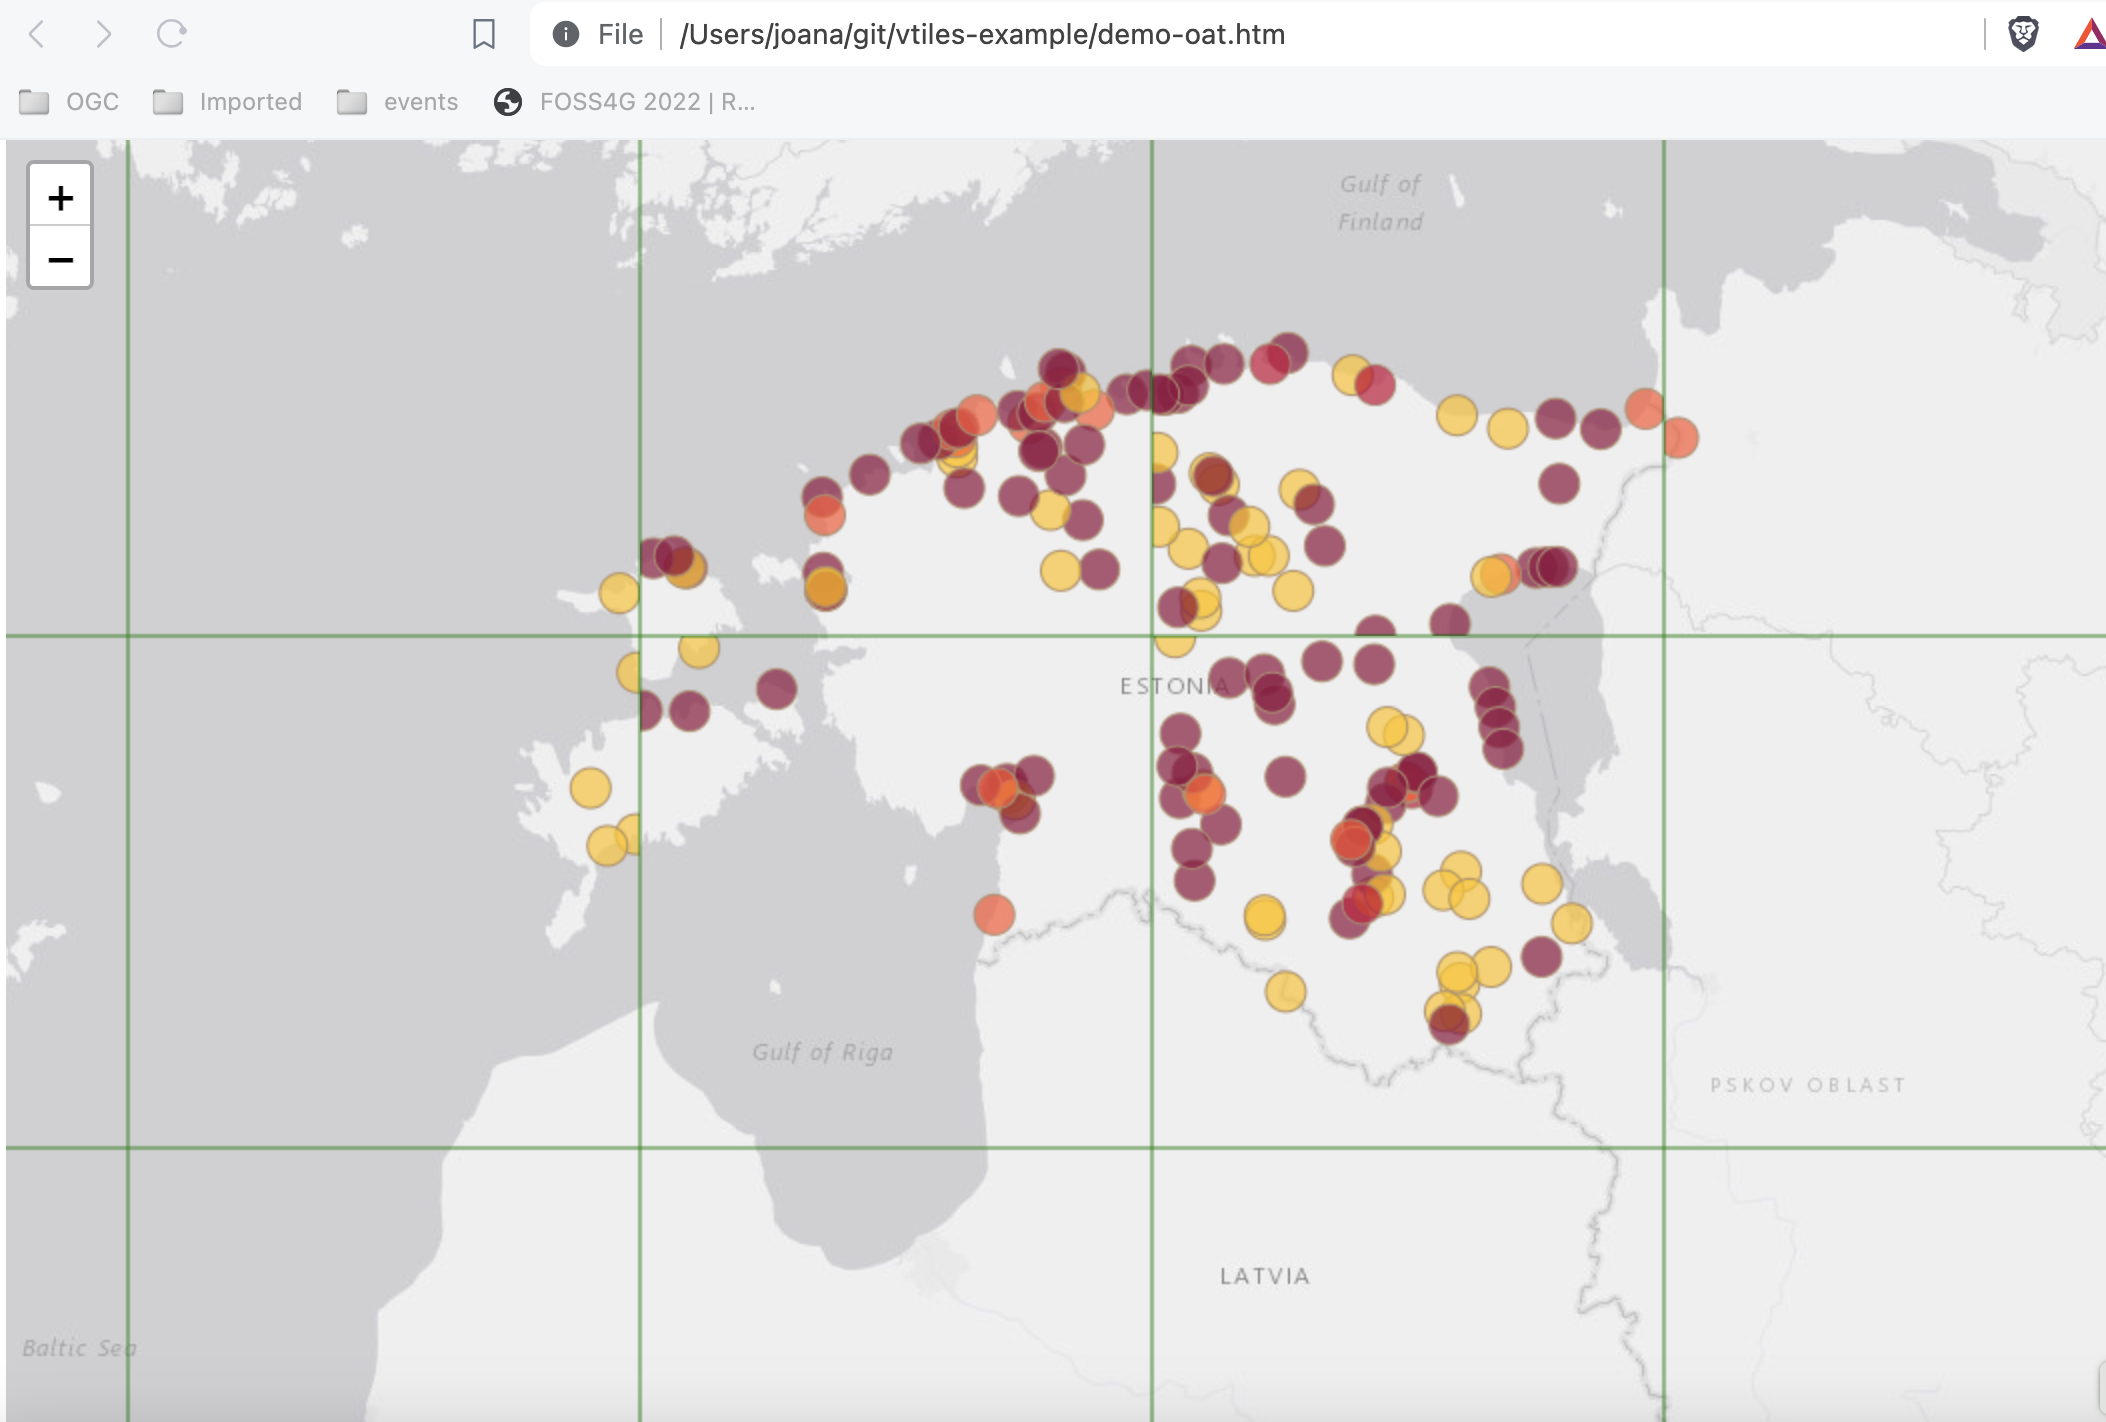 File
/Users/joana/git/vtiles-example/demo-oat.htm
OGC
Imported
events
FOSS4G 2022 | R...
+
−
Gulf of
Finland
ESTONIA
Gulf of Riga
PSKOV OBLAST
LATVIA
Baltic Sea